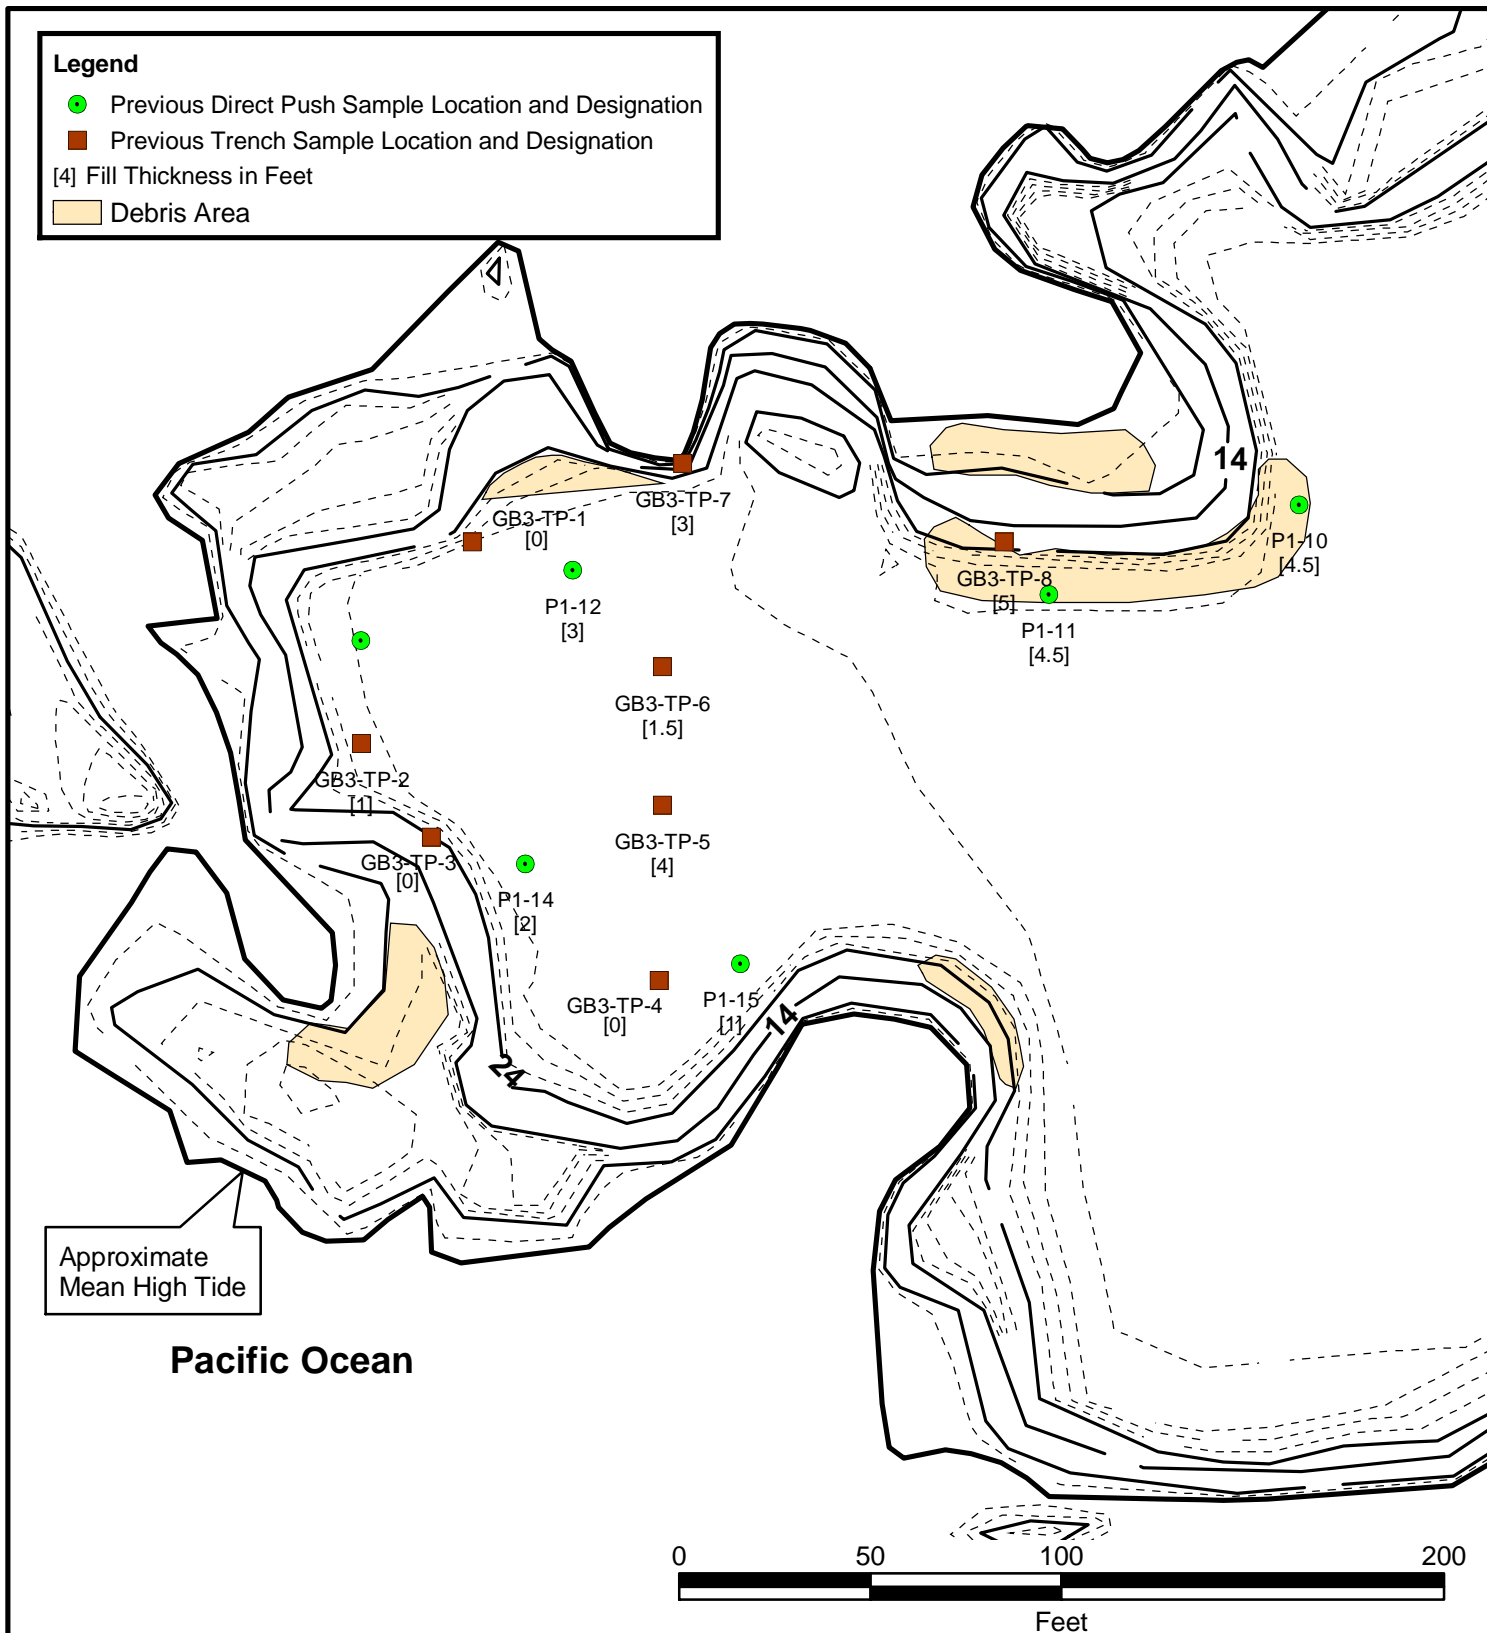 Legend
Previous Direct Push Sample Location and Designation
Previous Trench Sample Location and Designation
[4] Fill Thickness in Feet
Debris Area
14
GB3-TP-7
[3]
GB3-TP-1
[0]
P1-10
[4.5]
GB3-TP-8
[5]
P1-12
[3]
P1-11
[4.5]
GB3-TP-6
[1.5]
GB3-TP-2
[1]
GB3-TP-5
[4]
GB3-TP-3
[0]
P1-14
[2]
GB3-TP-4
[0]
P1-15
[1]
14
24
Approximate
Mean High Tide
Pacific Ocean
0 50 100 200
Feet